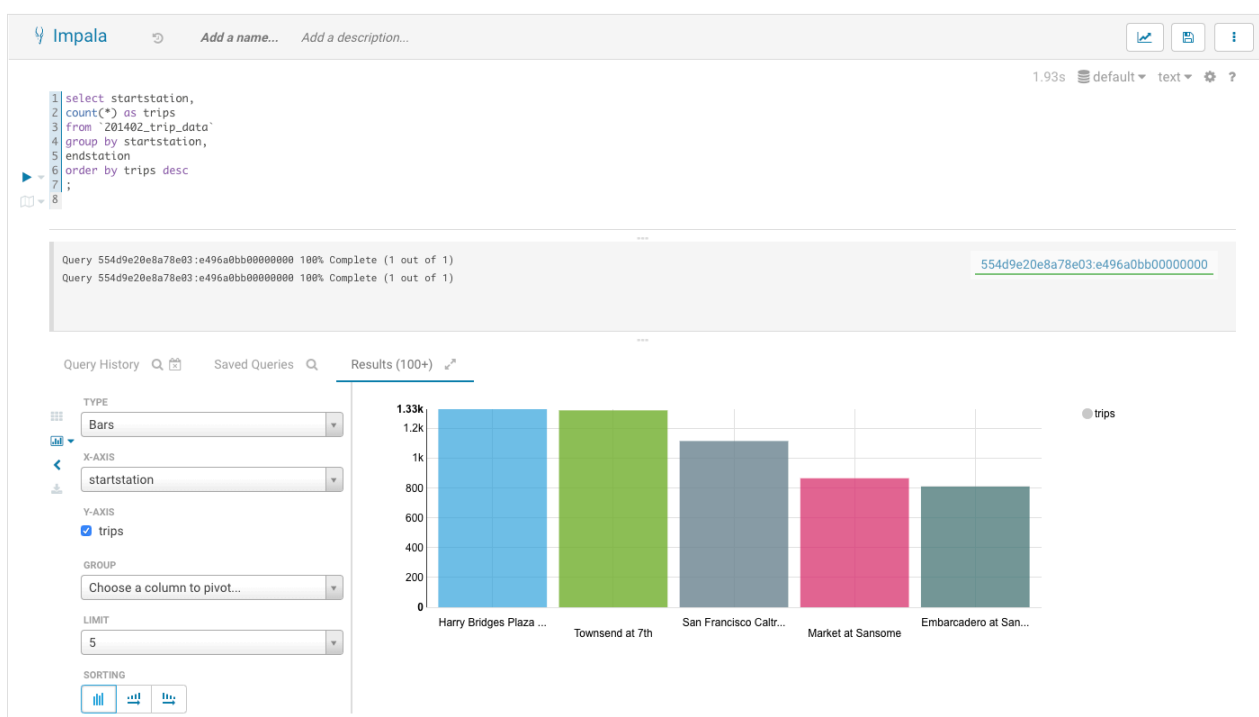 Impala Add a name... Add a description...
1.93s default text ?
1 select startstation,
2 count(*) as trips
3 from `201402_trip_data`
4 group by startstation,
5 endstation
6 order by trips desc
7 ;
8
Query 554d9e20e8a78e03:e496a0bb00000000 100% Complete (1 out of 1)
Query 554d9e20e8a78e03:e496a0bb00000000 100% Complete (1 out of 1)
554d9e20e8a78e03:e496a0bb00000000
Query History Saved Queries Results (100+)
TYPE
Bars
X-AXIS
startstation
Y-AXIS
trips
GROUP
Choose a column to pivot...
LIMIT
5
SORTING
1.33k
1.2k
1k
800
600
400
200
0
Harry Bridges Plaza ...
Townsend at 7th
San Francisco Caltr...
Market at Sansome
Embarcadero at San...
trips